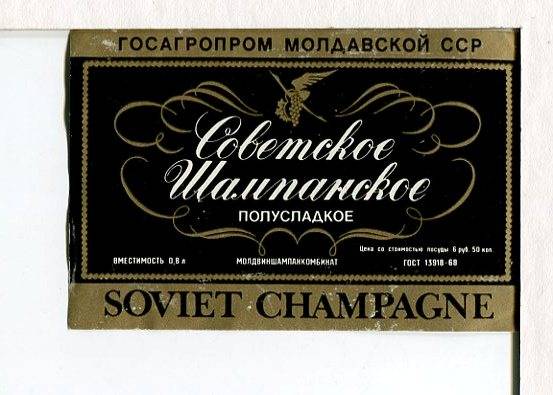 ГОСАГРОПРОМ МОЛДАВСКОЙ ССР
Советское
Шампанское
ПОЛУСЛАДКОЕ
Цена со стоимостью посуды 6 руб. 50 коп.
ВМЕСТИМОСТЬ 0,8 л МОЛДВИНШАМПАНКОМБИНАТ ГОСТ 13918-68
SOVIET CHAMPAGNE